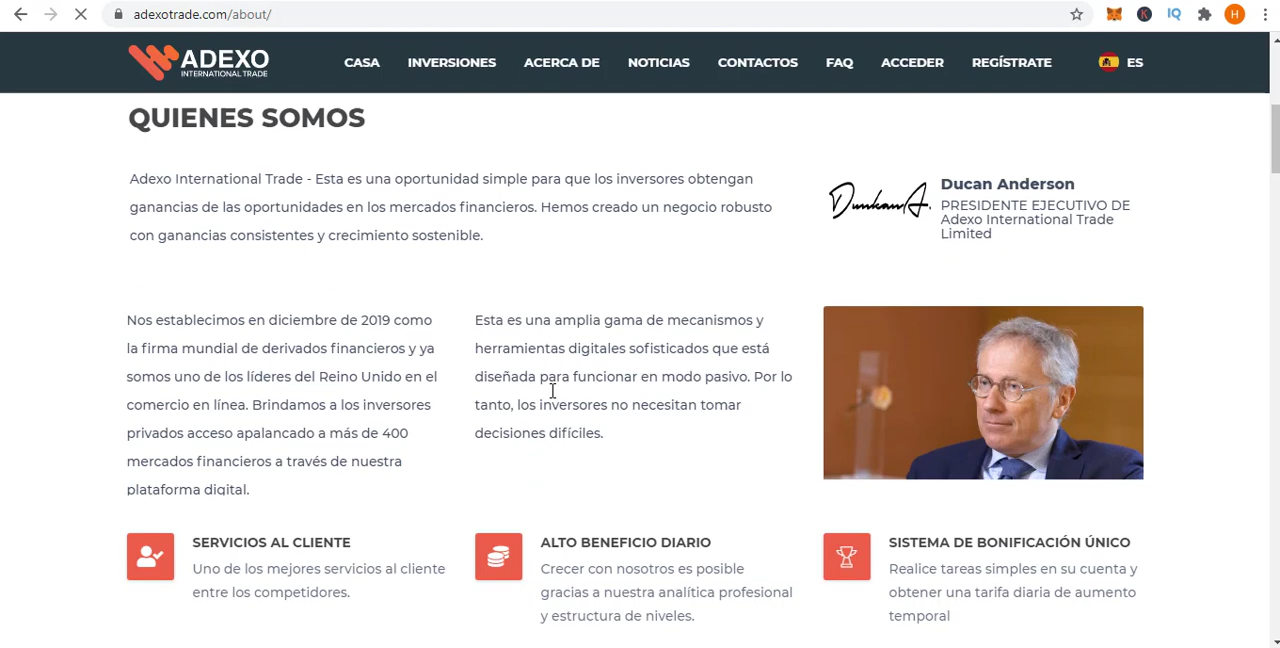 adexotrade.com/about/
ADEXO
INTERNATIONAL TRADE
CASA INVERSIONES ACERCA DE NOTICIAS CONTACTOS FAQ ACCEDER REGÍSTRATE ES
QUIENES SOMOS
Adexo International Trade - Esta es una oportunidad simple para que los inversores obtengan
ganancias de las oportunidades en los mercados financieros. Hemos creado un negocio robusto
con ganancias consistentes y crecimiento sostenible.
Dunkan A.
Ducan Anderson
PRESIDENTE EJECUTIVO DE
Adexo International Trade
Limited
Nos establecimos en diciembre de 2019 como
la firma mundial de derivados financieros y ya
somos uno de los líderes del Reino Unido en el
comercio en línea. Brindamos a los inversores
privados acceso apalancado a más de 400
mercados financieros a través de nuestra
plataforma digital.
Esta es una amplia gama de mecanismos y
herramientas digitales sofisticados que está
diseñada para funcionar en modo pasivo. Por lo
tanto, los inversores no necesitan tomar
decisiones difíciles.
SERVICIOS AL CLIENTE
Uno de los mejores servicios al cliente
entre los competidores.
ALTO BENEFICIO DIARIO
Crecer con nosotros es posible
gracias a nuestra analítica profesional
y estructura de niveles.
SISTEMA DE BONIFICACIÓN ÚNICO
Realice tareas simples en su cuenta y
obtener una tarifa diaria de aumento
temporal
K
IQ
H